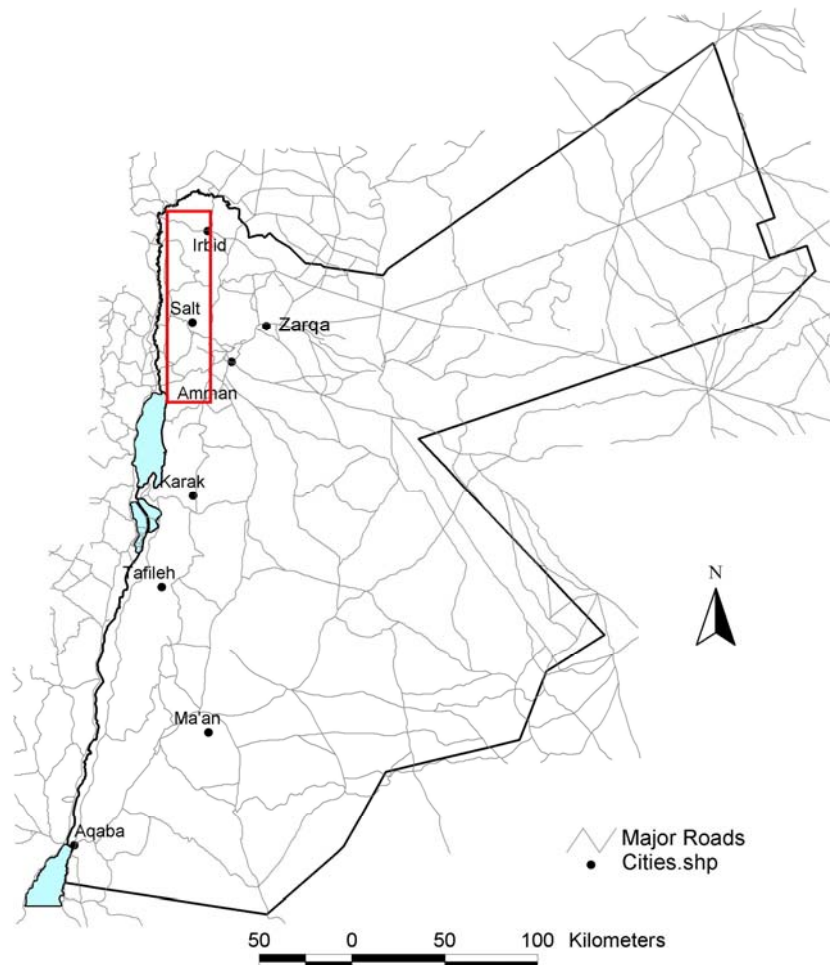 Irbid
Salt
Zarqa
Amman
Karak
Tafileh
N
Ma'an
Aqaba
Major Roads
Cities.shp
50 0 50 100 Kilometers